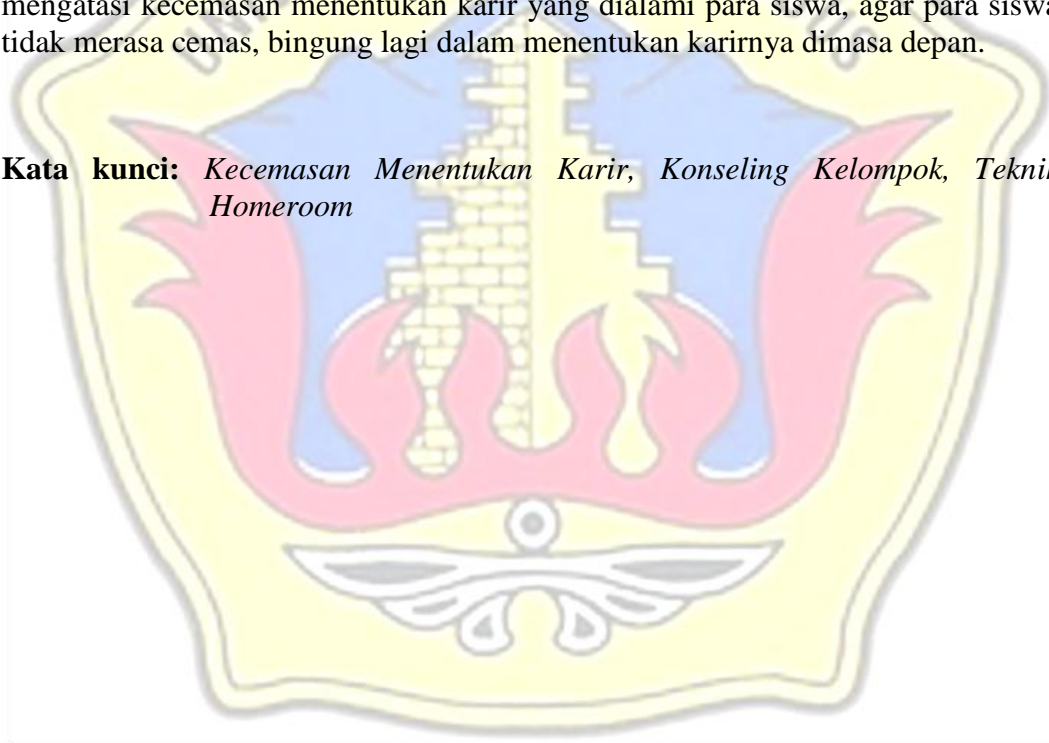 mengatasi kecemasan menentukan karir yang dialami para siswa, agar para siswa
tidak merasa cemas, bingung lagi dalam menentukan karirnya dimasa depan.
Kata kunci: Kecemasan Menentukan Karir, Konseling Kelompok, Teknik
Homeroom